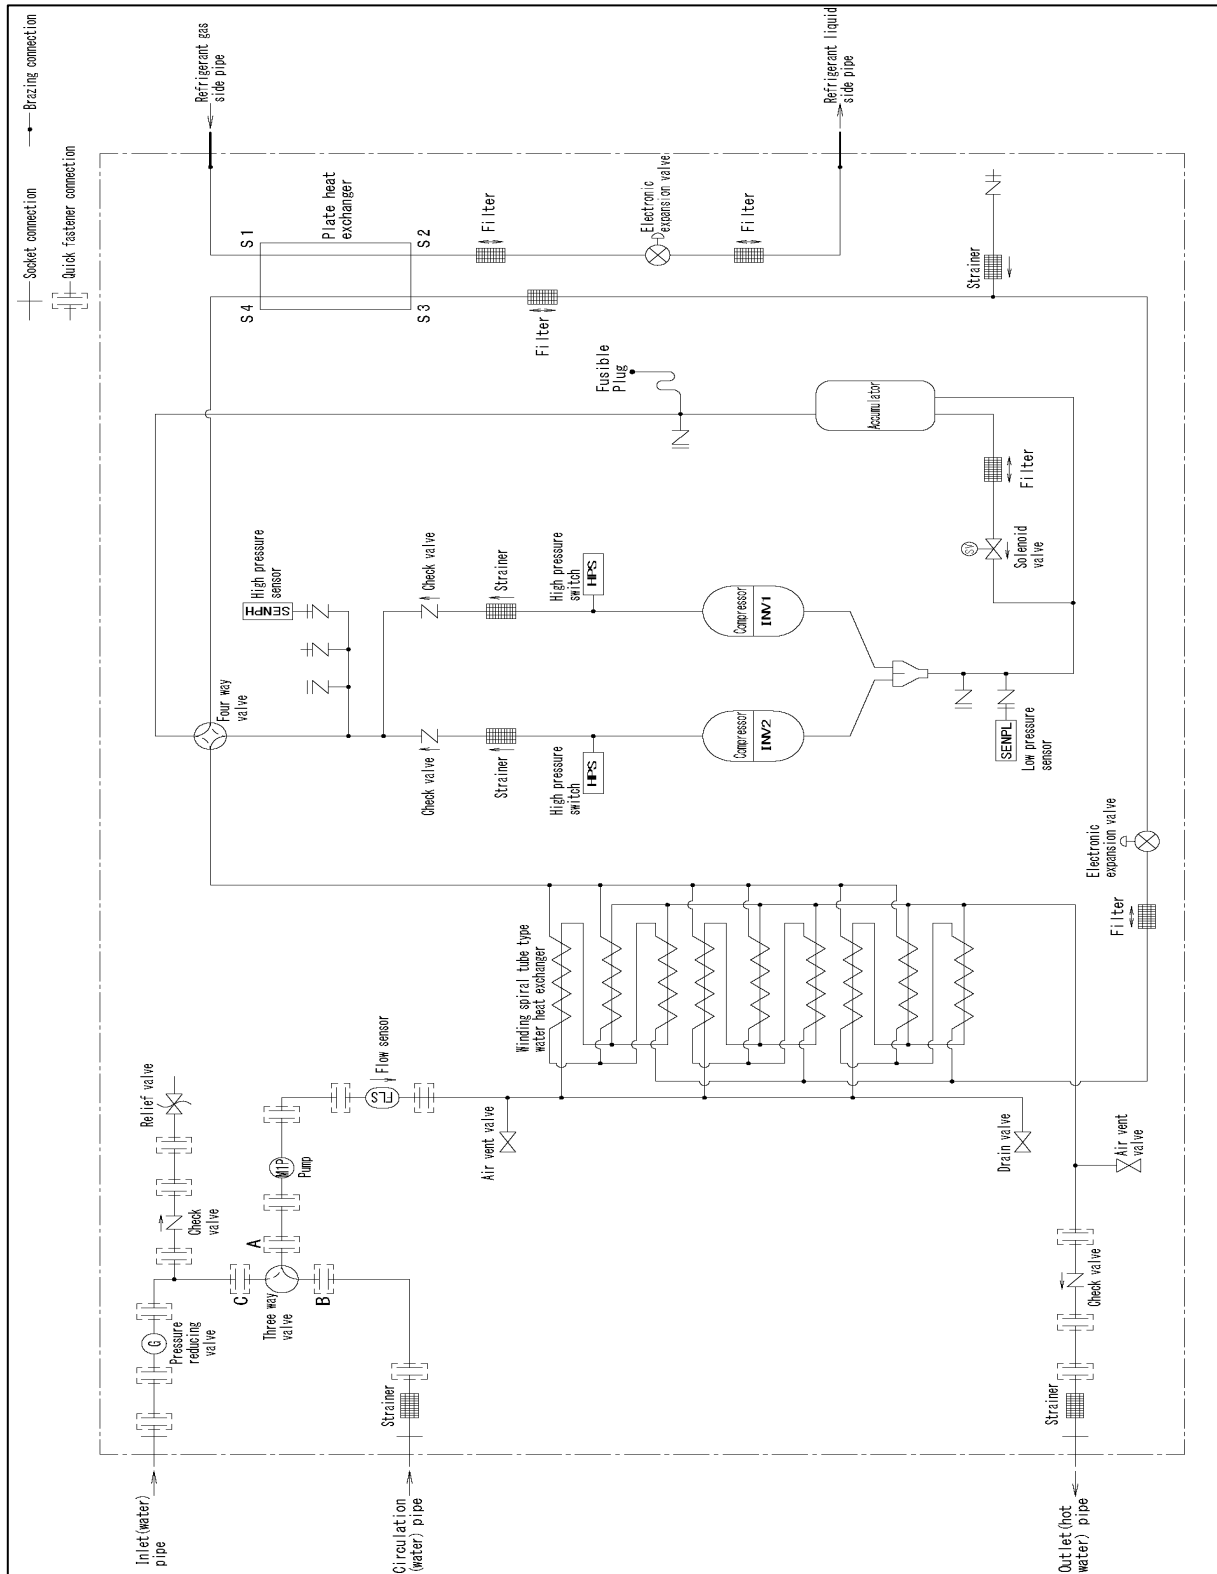 Socket connection
Brazing connection
Quick fastener connection
Refrigerant gas
side pipe
Refrigerant liquid
side pipe
S1
S2
S4
S3
Plate heat
exchanger
Filter
Electronic
expansion valve
Filter
Filter
Strainer
Fusible
Plug
Accumulator
Filter
SV
Solenoid
valve
High pressure
sensor
SENPH
Four way
valve
Check valve
Strainer
High pressure
switch
HPS
Compressor
INV1
Check valve
Strainer
High pressure
switch
HPS
Compressor
INV2
SENPL
Low pressure
sensor
Electronic
expansion valve
Filter
Winding spiral tube type
water heat exchanger
Relief valve
Check
valve
Flow sensor
FLS
M1P
Pump
Air vent valve
Drain valve
Air vent
valve
A
C
B
Three way
valve
G
Pressure
reducing
valve
Strainer
Check valve
Strainer
Inlet(water)
pipe
Circulation
(water) pipe
Outlet(hot
water) pipe